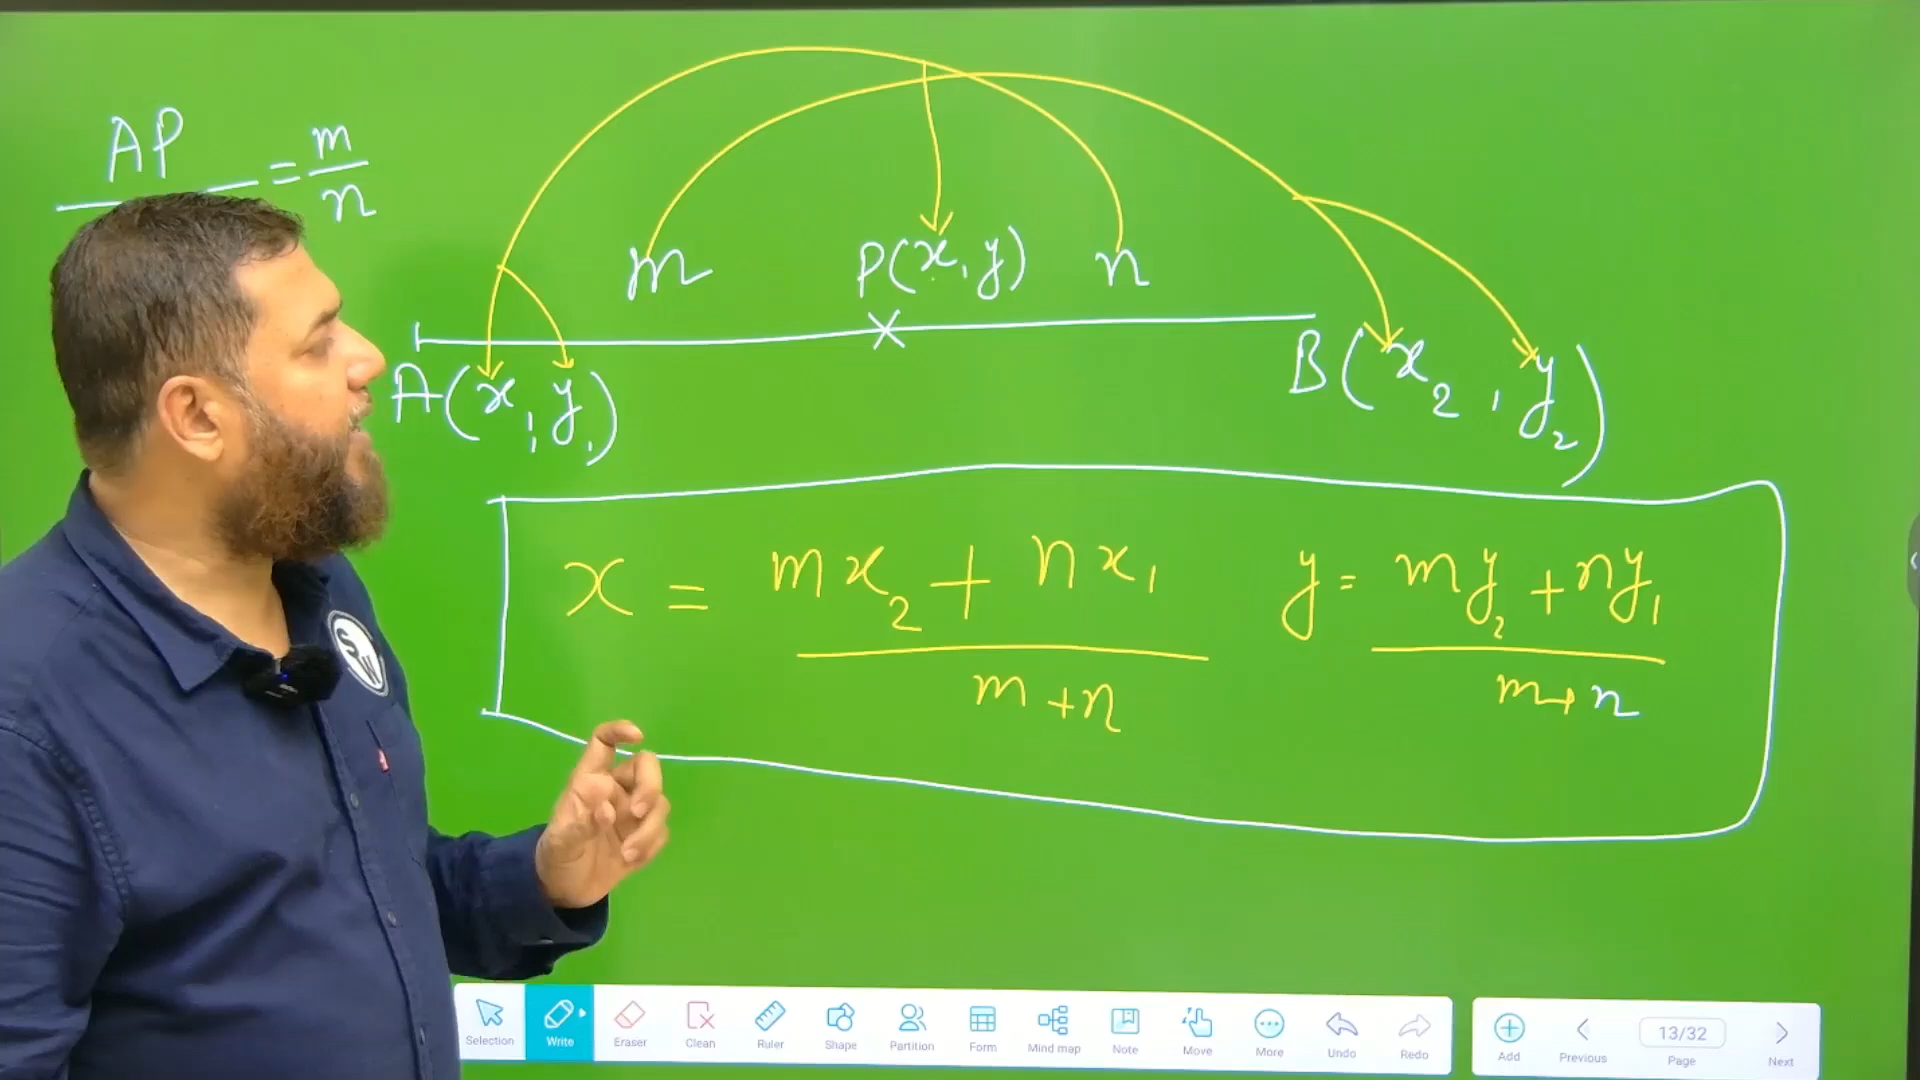 AP = m/n
m P(x, y) n
A(x₁, y₁) B(x₂, y₂)
x = (mx₂ + nx₁)/(m+n) y = (my₂ + ny₁)/(m+n)
Selection Write Eraser Clean Ruler Shape Partition Form Mind map Note Move More Undo Redo Add Previous 13/32 Page Next